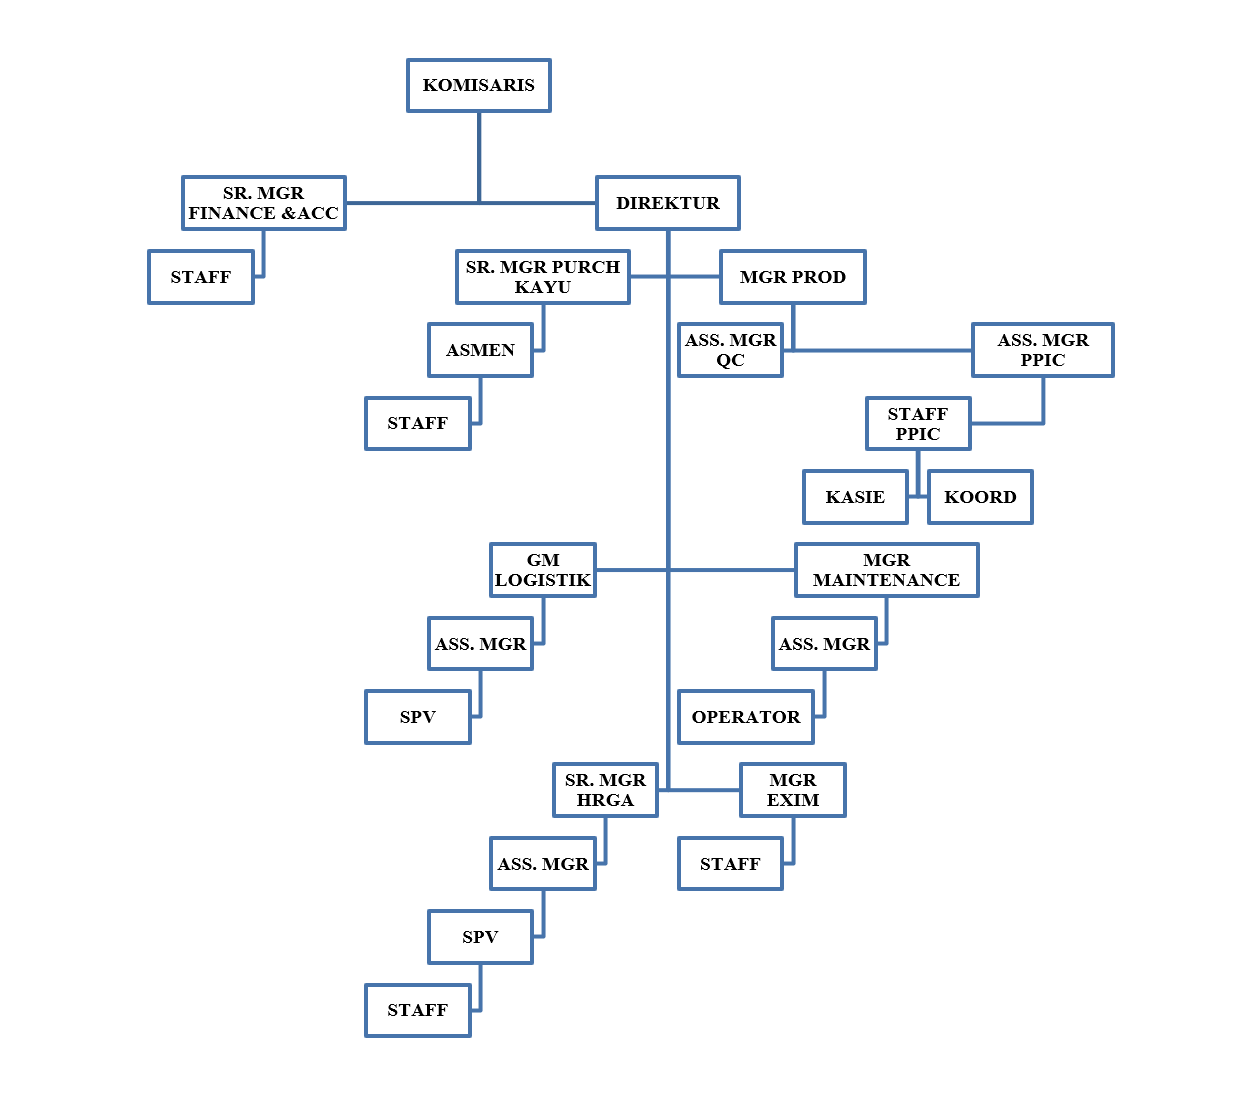 KOMISARIS
SR. MGR
FINANCE &ACC
DIREKTUR
STAFF
SR. MGR PURCH
KAYU
MGR PROD
ASMEN
ASS. MGR
QC
ASS. MGR
PPIC
STAFF
STAFF
PPIC
KASIE
KOORD
GM
LOGISTIK
MGR
MAINTENANCE
ASS. MGR
ASS. MGR
SPV
OPERATOR
SR. MGR
HRGA
MGR
EXIM
ASS. MGR
STAFF
SPV
STAFF